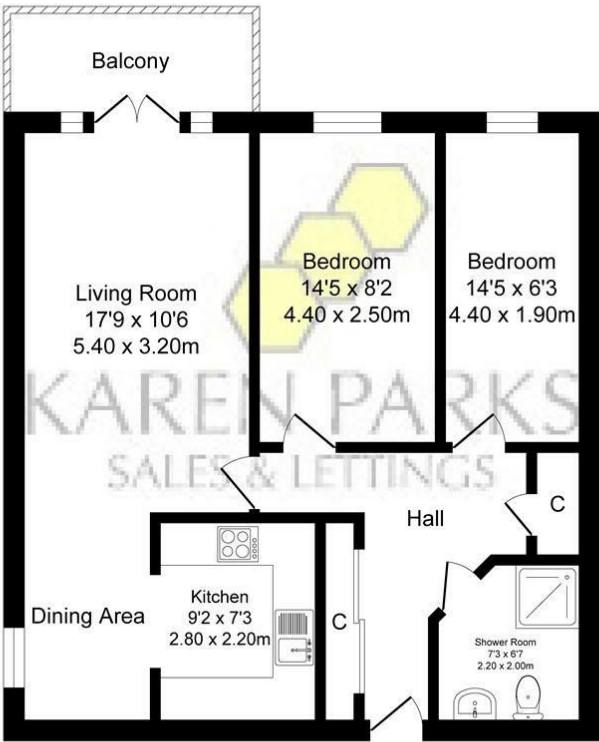 Balcony
Living Room
17'9 x 10'6
5.40 x 3.20m
Bedroom
14'5 x 8'2
4.40 x 2.50m
Bedroom
14'5 x 6'3
4.40 x 1.90m
KAREN PARKS
SALES & LETTINGS
Hall
C
Dining Area
Kitchen
9'2 x 7'3
2.80 x 2.20m
C
Shower Room
7'3 x 6'7
2.20 x 2.00m